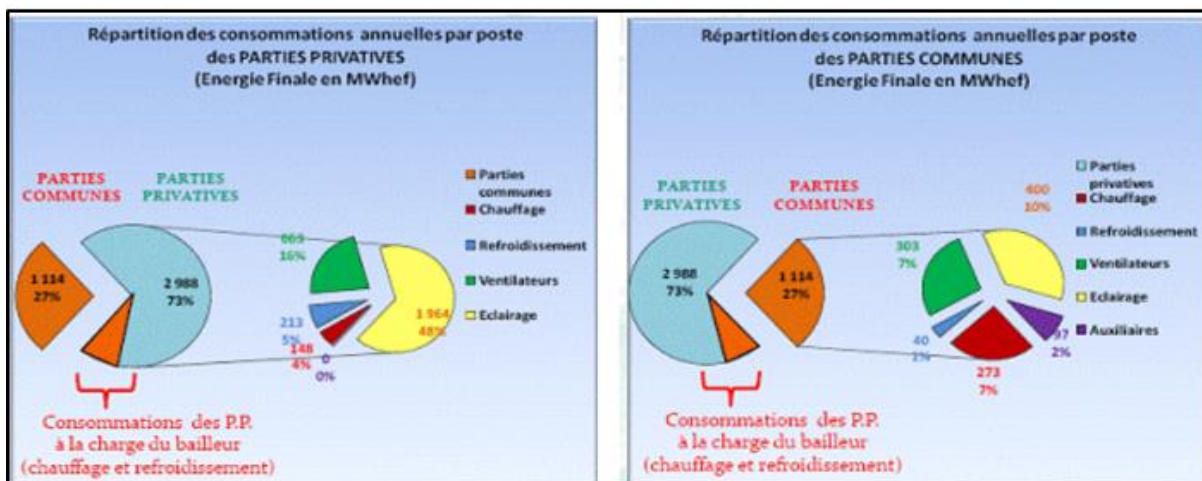 Répartition des consommations annuelles par poste
des PARTIES PRIVATIVES
(Energie Finale en MWhef)
PARTIES
COMMUNES
PARTIES
PRIVATIVES
Parties
communes
Chauffage
Refroidissement
Ventilateurs
Eclairage
1 114
27%
2 988
73%
663
16%
213
5%
148
4%
0
0%
1 964
48%
Consommations des P.P.
à la charge du bailleur
(chauffage et refroidissement)
Répartition des consommations annuelles par poste
des PARTIES COMMUNES
(Energie Finale en MWhef)
PARTIES
PRIVATIVES
PARTIES
COMMUNES
Parties
privatives
Chauffage
Refroidissement
Ventilateurs
Eclairage
Auxiliaires
2 988
73%
1 114
27%
400
10%
303
7%
40
1%
273
7%
97
2%
Consommations des P.P.
à la charge du bailleur
(chauffage et refroidissement)